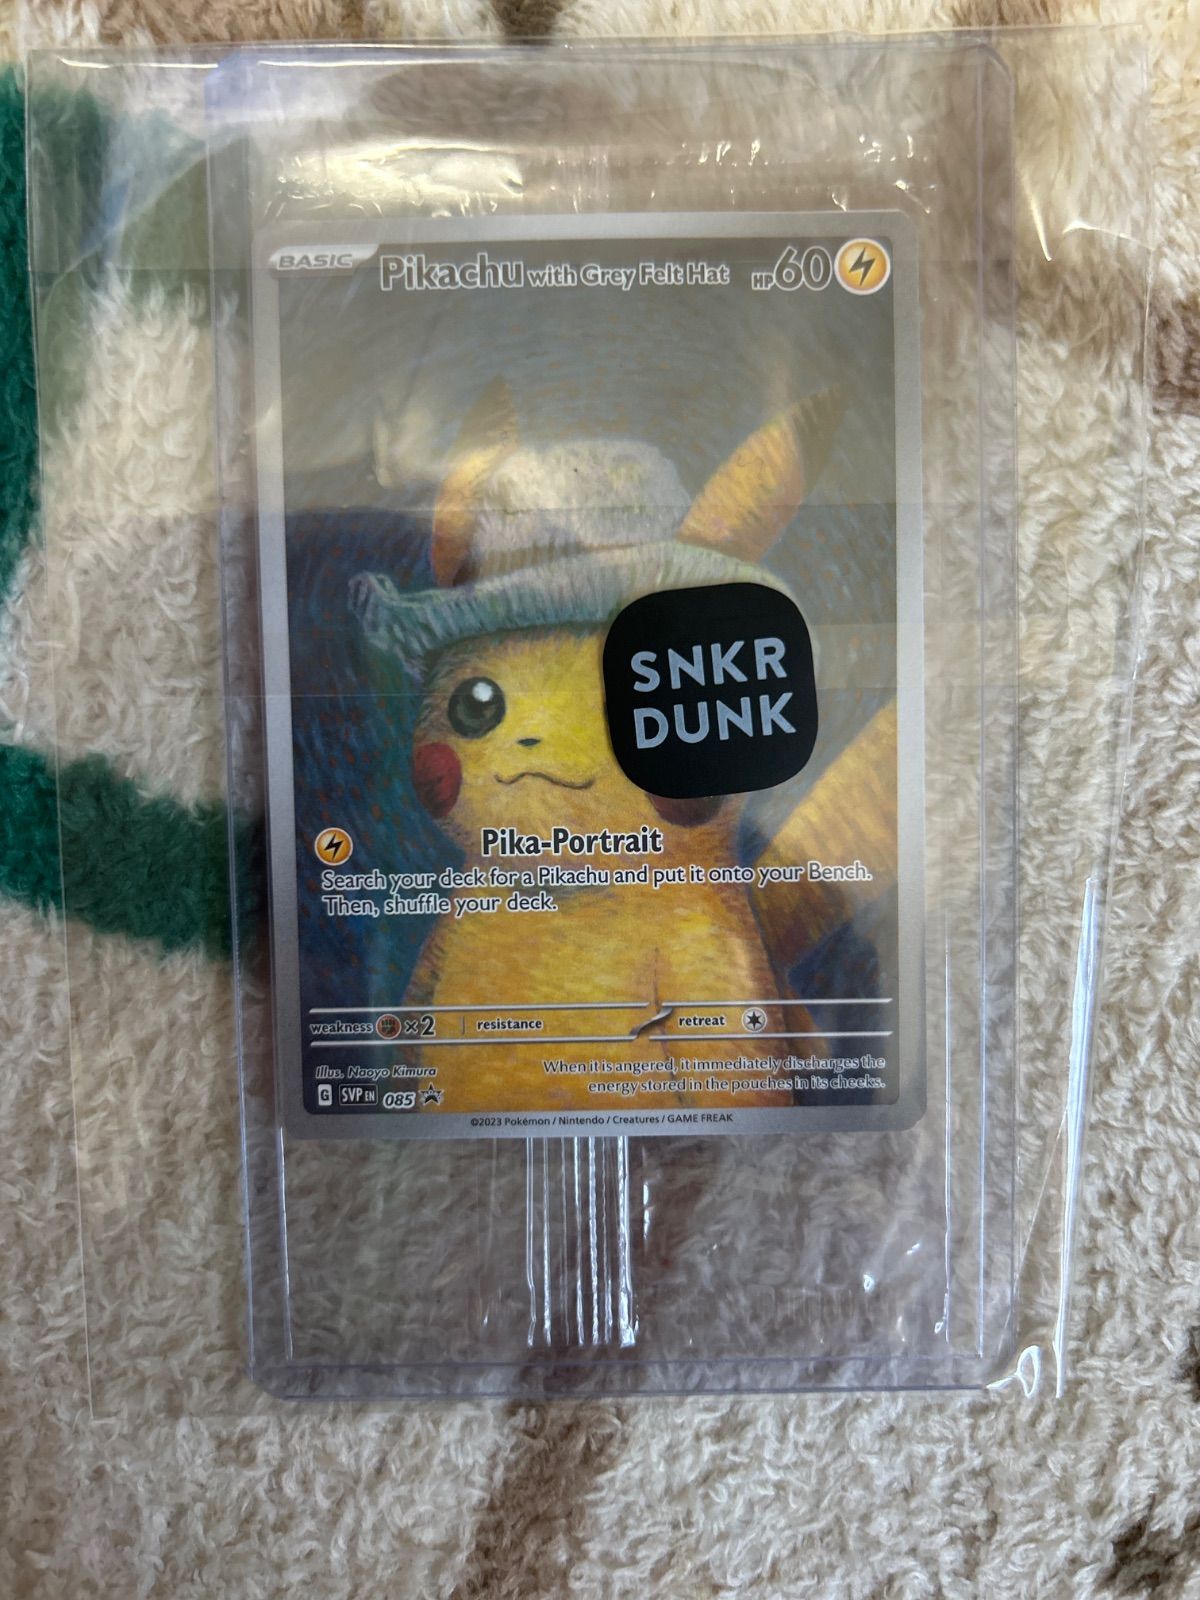 BASIC Pikachu with Grey Felt Hat HP 60
SNKR
DUNK
Pika-Portrait
Search your deck for a Pikachu and put it onto your Bench.
Then, shuffle your deck.
weakness ×2 resistance retreat
Illus. Naoyo Kimura
When it is angered, it immediately discharges the
energy stored in the pouches in its cheeks.
G SVP EN 085
©2023 Pokémon / Nintendo / Creatures / GAME FREAK